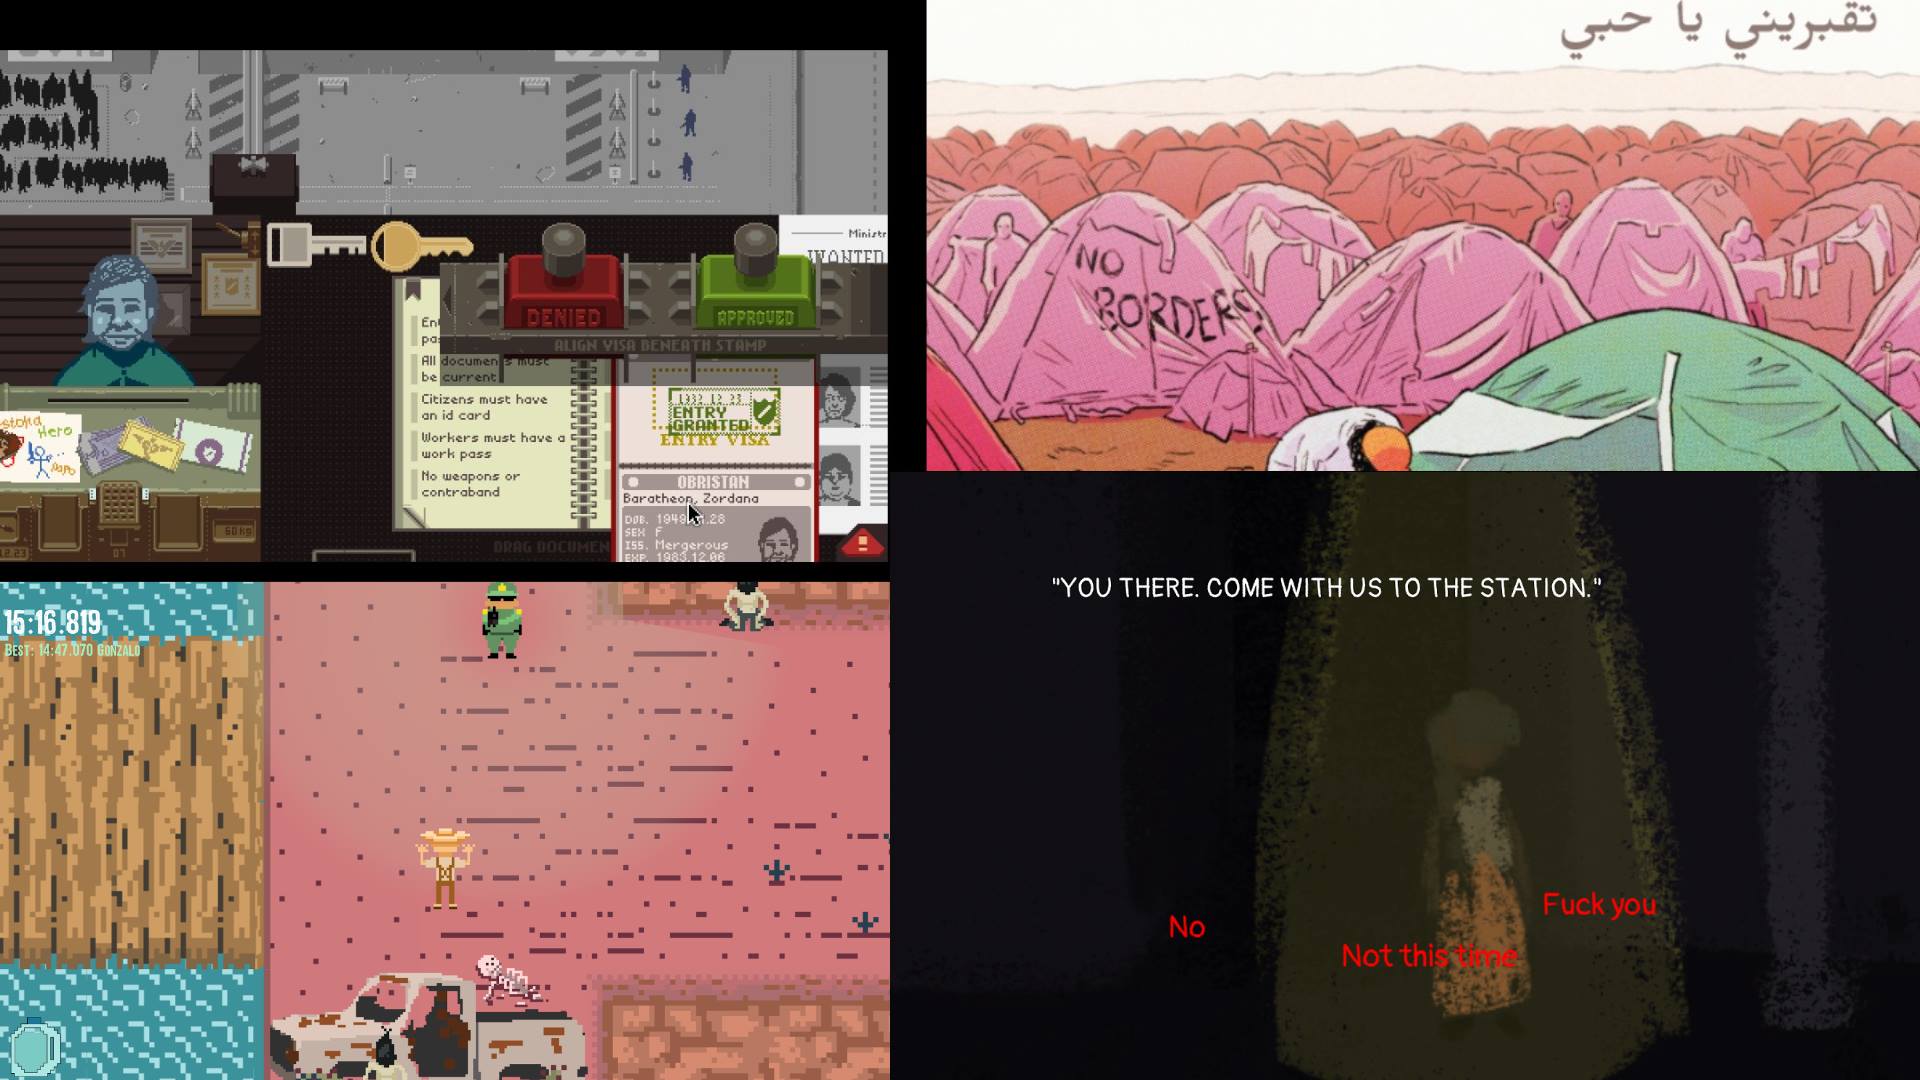 Ministr
WANTED
DENIED
APPROVED
ALIGN VISA BENEATH STAMP
All documents must
be current
Citizens must have
an id card
Workers must have a
work pass
No weapons or
contraband
ENTRY
GRANTED
ENTRY VISA
OBRISTAN
Baratheon, Zordana
SEX F
ISS. Mergerous
EXP. 1983.12.06
DRAG DOCUMEN
Hero
60kg
07
تقبريني يا حبي
NO
BORDERS
15:16.819
BEST: 14:47.070 GONZALO
"YOU THERE. COME WITH US TO THE STATION."
Fuck you
No
Not this time